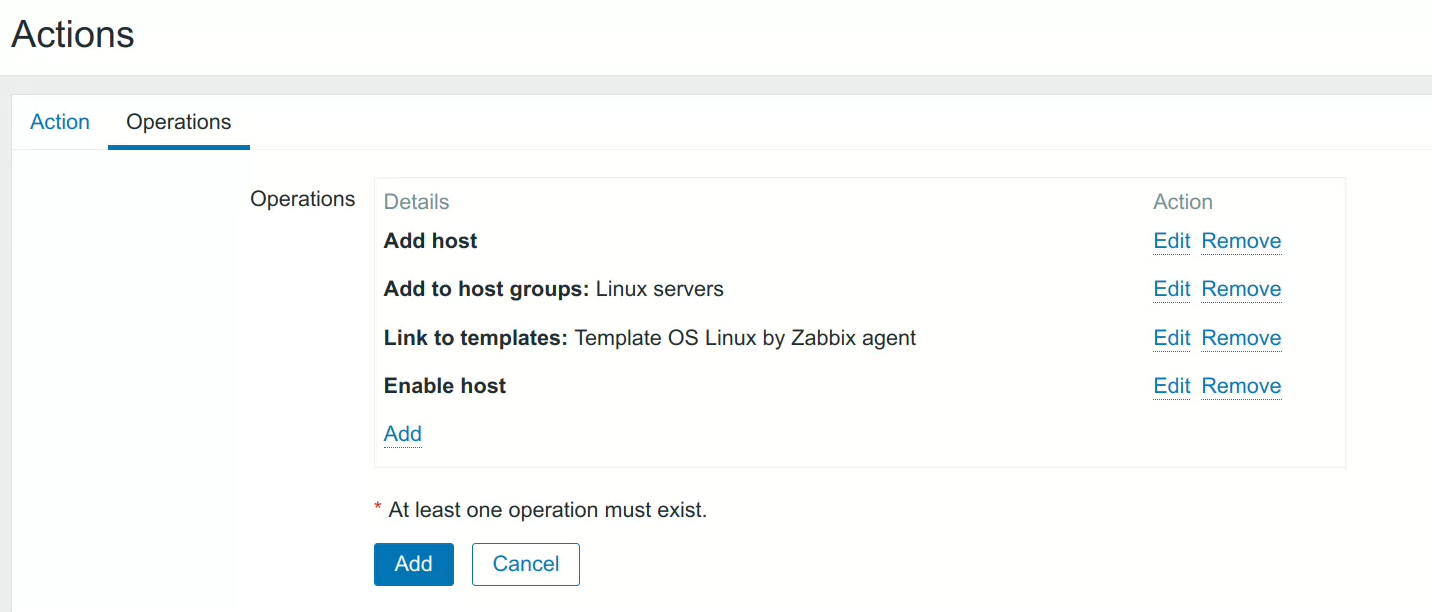 Actions
Action Operations
Operations Details Action
Add host Edit Remove
Add to host groups: Linux servers Edit Remove
Link to templates: Template OS Linux by Zabbix agent Edit Remove
Enable host Edit Remove
Add
* At least one operation must exist.
Add Cancel